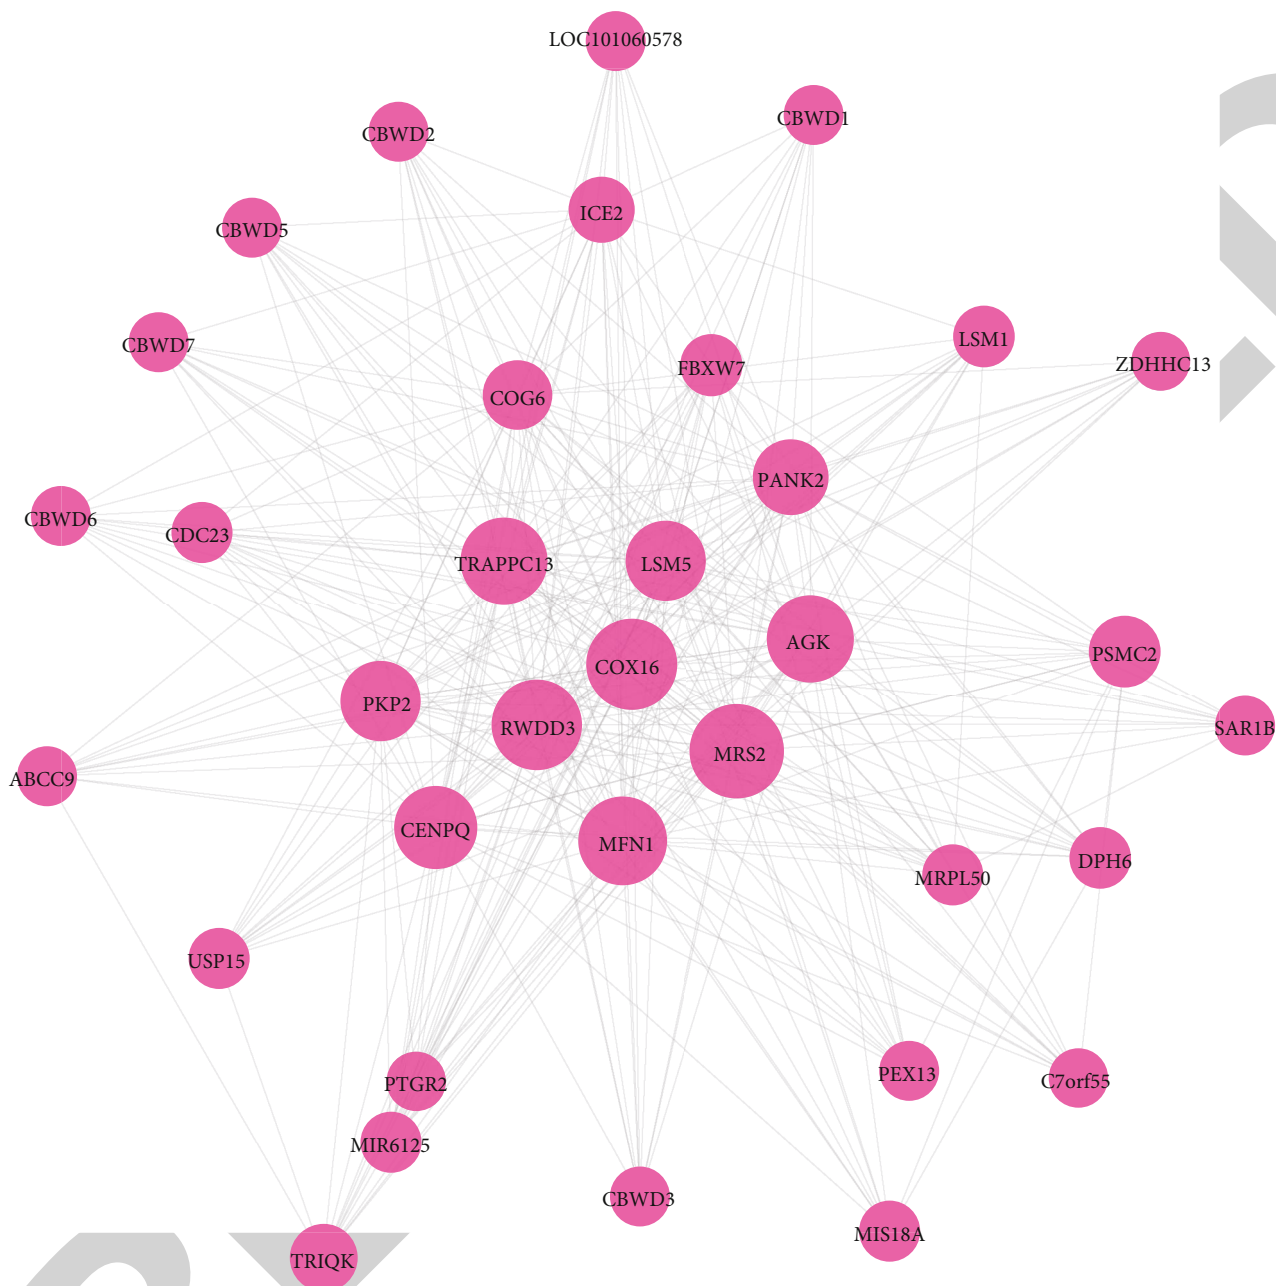 LOC101060578
CBWD1
CBWD2
ICE2
CBWD5
LSM1
CBWD7
ZDHHC13
FBXW7
COG6
PANK2
CBWD6
CDC23
TRAPPC13
LSM5
AGK
PSMC2
COX16
PKP2
RWDD3
SAR1B
MRS2
ABCC9
CENPQ
MFN1
DPH6
MRPL50
USP15
PEX13
C7orf55
PTGR2
MIR6125
CBWD3
MIS18A
TRIQK